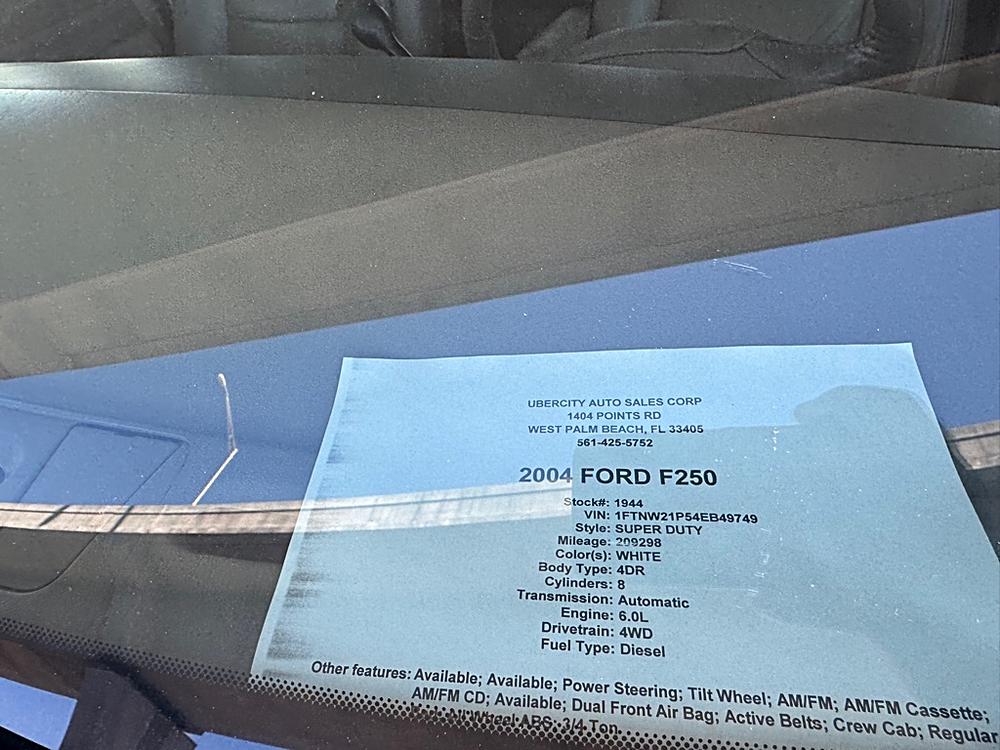 UBERCITY AUTO SALES CORP
1404 POINTS RD
WEST PALM BEACH, FL 33405
561-425-5752
2004 FORD F250
Stock#: 1944
VIN: 1FTNW21P54EB49749
Style: SUPER DUTY
Mileage: 209298
Color(s): WHITE
Body Type: 4DR
Cylinders: 8
Transmission: Automatic
Engine: 6.0L
Drivetrain: 4WD
Fuel Type: Diesel
Other features: Available; Available; Power Steering; Tilt Wheel; AM/FM; AM/FM Cassette;
AM/FM CD; Available; Dual Front Air Bag; Active Belts; Crew Cab; Regular
Wheel ABS; 3/4 Ton